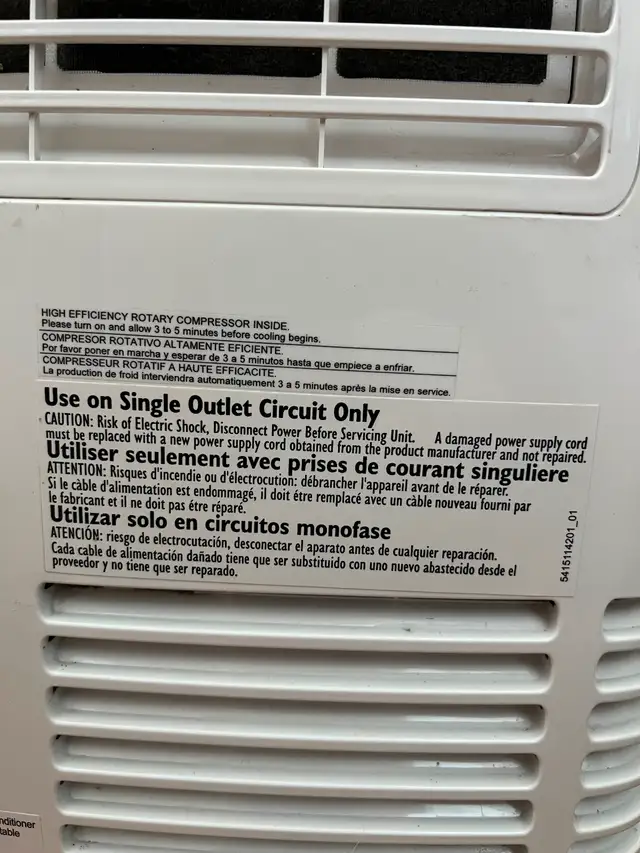 HIGH EFFICIENCY ROTARY COMPRESSOR INSIDE.
Please turn on and allow 3 to 5 minutes before cooling begins.
COMPRESOR ROTATIVO ALTAMENTE EFICIENTE.
Por favor poner en marcha y esperar de 3 a 5 minutos hasta que empiece a enfriar.
COMPRESSEUR ROTATIF A HAUTE EFFICACITE.
La production de froid interviendra automatiquement 3 a 5 minutes après la mise en service.
Use on Single Outlet Circuit Only
CAUTION: Risk of Electric Shock, Disconnect Power Before Servicing Unit. A damaged power supply cord
must be replaced with a new power supply cord obtained from the product manufacturer and not repaired.
Utiliser seulement avec prises de courant singuliere
ATTENTION: Risques d'incendie ou d'électrocution: débrancher l'appareil avant de le réparer.
Si le càble d'alimentation est endommagé, il doit étre remplacé avec un càble nouveau fourni par
le fabricant et il ne doit pas étre réparé.
Utilizar solo en circuitos monofase
ATENCIÓN: riesgo de electrocutación, desconectar el aparato antes de cualquier reparación.
Cada cable de alimentación dañado tiene que ser substituido con uno nuevo abastecido desde el
proveedor y no tiene que ser reparado.
5415114201_01
nditioner
table